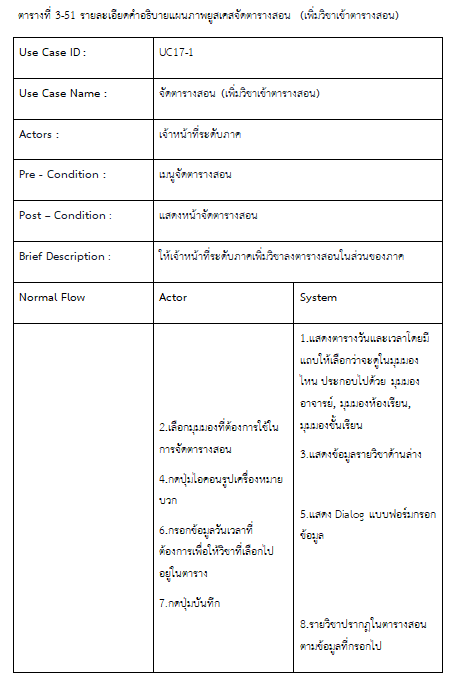 ตารางที่ 3-51 รายละเอียดคำอธิบายแผนภาพยูสเคสจัดตารางสอน (เพิ่มวิชาเข้าตารางสอน)
Use Case ID : UC17-1
Use Case Name : จัดตารางสอน (เพิ่มวิชาเข้าตารางสอน)
Actors : เจ้าหน้าที่ระดับภาค
Pre - Condition : เมนูจัดตารางสอน
Post – Condition : แสดงหน้าจัดตารางสอน
Brief Description : ให้เจ้าหน้าที่ระดับภาคเพิ่มวิชาลงตารางสอนในส่วนของภาค
Normal Flow Actor System
1.แสดงตารางวันและเวลาโดยมี
แถบให้เลือกว่าจะดูในมุมมอง
ไหน ประกอบไปด้วย มุมมอง
อาจารย์, มุมมองห้องเรียน,
มุมมองชั้นเรียน
2.เลือกมุมมองที่ต้องการใช้ใน
การจัดตารางสอน
3.แสดงข้อมูลรายวิชาด้านล่าง
4.กดปุ่มไอคอนรูปเครื่องหมาย
บวก
5.แสดง Dialog แบบฟอร์มกรอก
ข้อมูล
6.กรอกข้อมูลวันเวลาที่
ต้องการเพื่อให้วิชาที่เลือกไป
อยู่ในตาราง
7.กดปุ่มบันทึก
8.รายวิชาปรากฏในตารางสอน
ตามข้อมูลที่กรอกไป